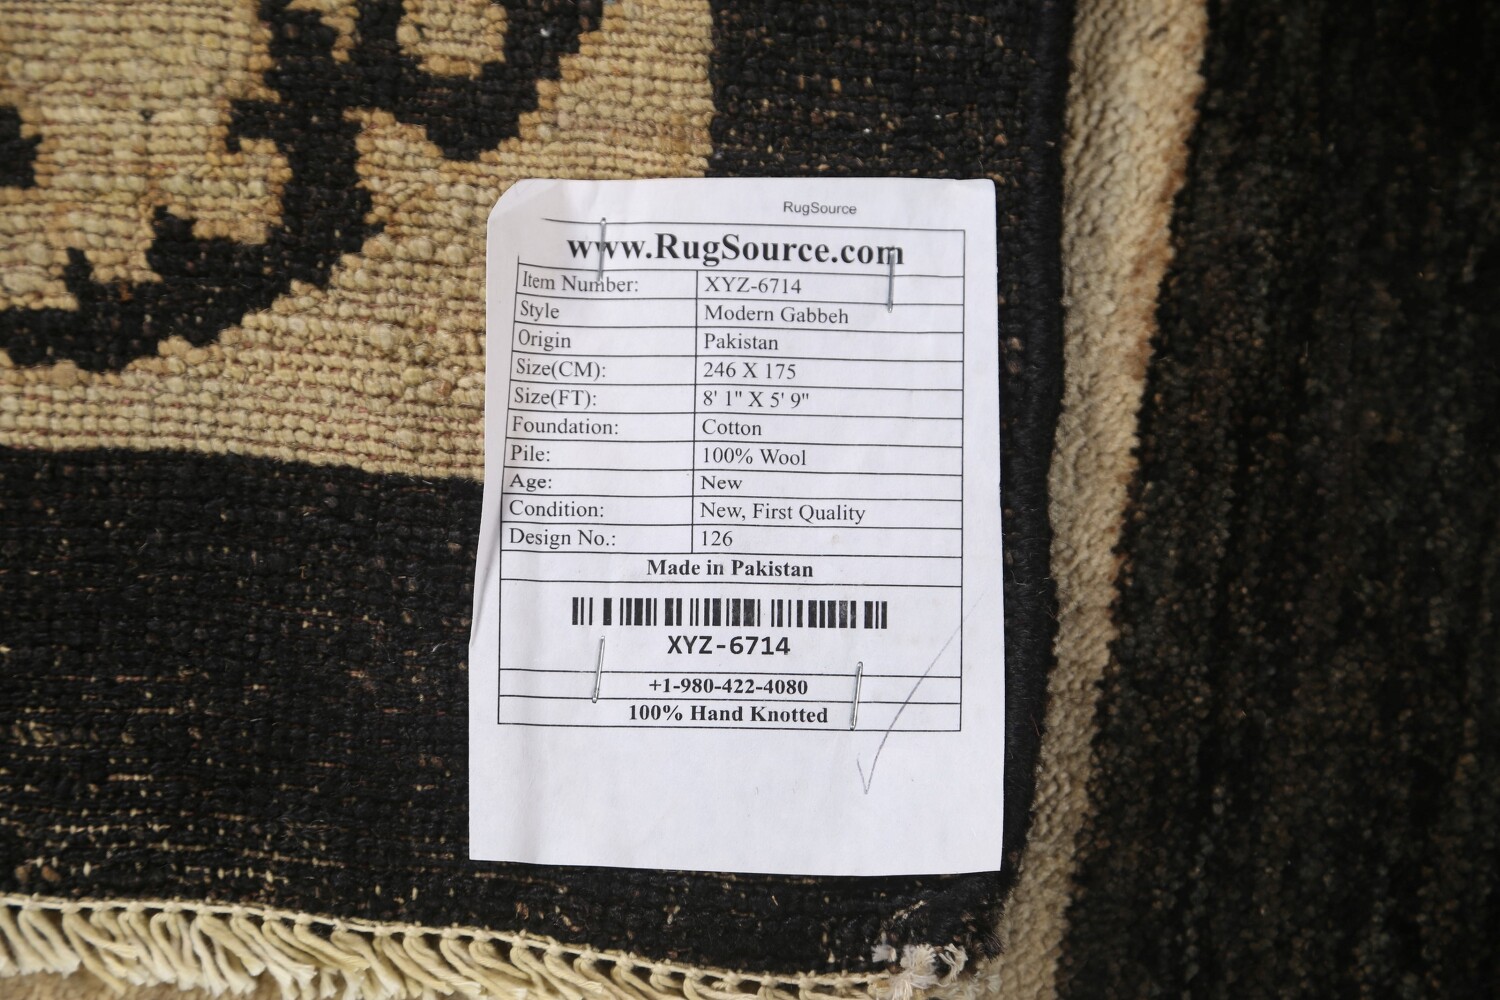 RugSource
www.RugSource.com
Item Number: XYZ-6714
Style Modern Gabbeh
Origin Pakistan
Size(CM): 246 X 175
Size(FT): 8' 1" X 5' 9"
Foundation: Cotton
Pile: 100% Wool
Age: New
Condition: New, First Quality
Design No.: 126
Made in Pakistan
XYZ-6714
+1-980-422-4080
100% Hand Knotted